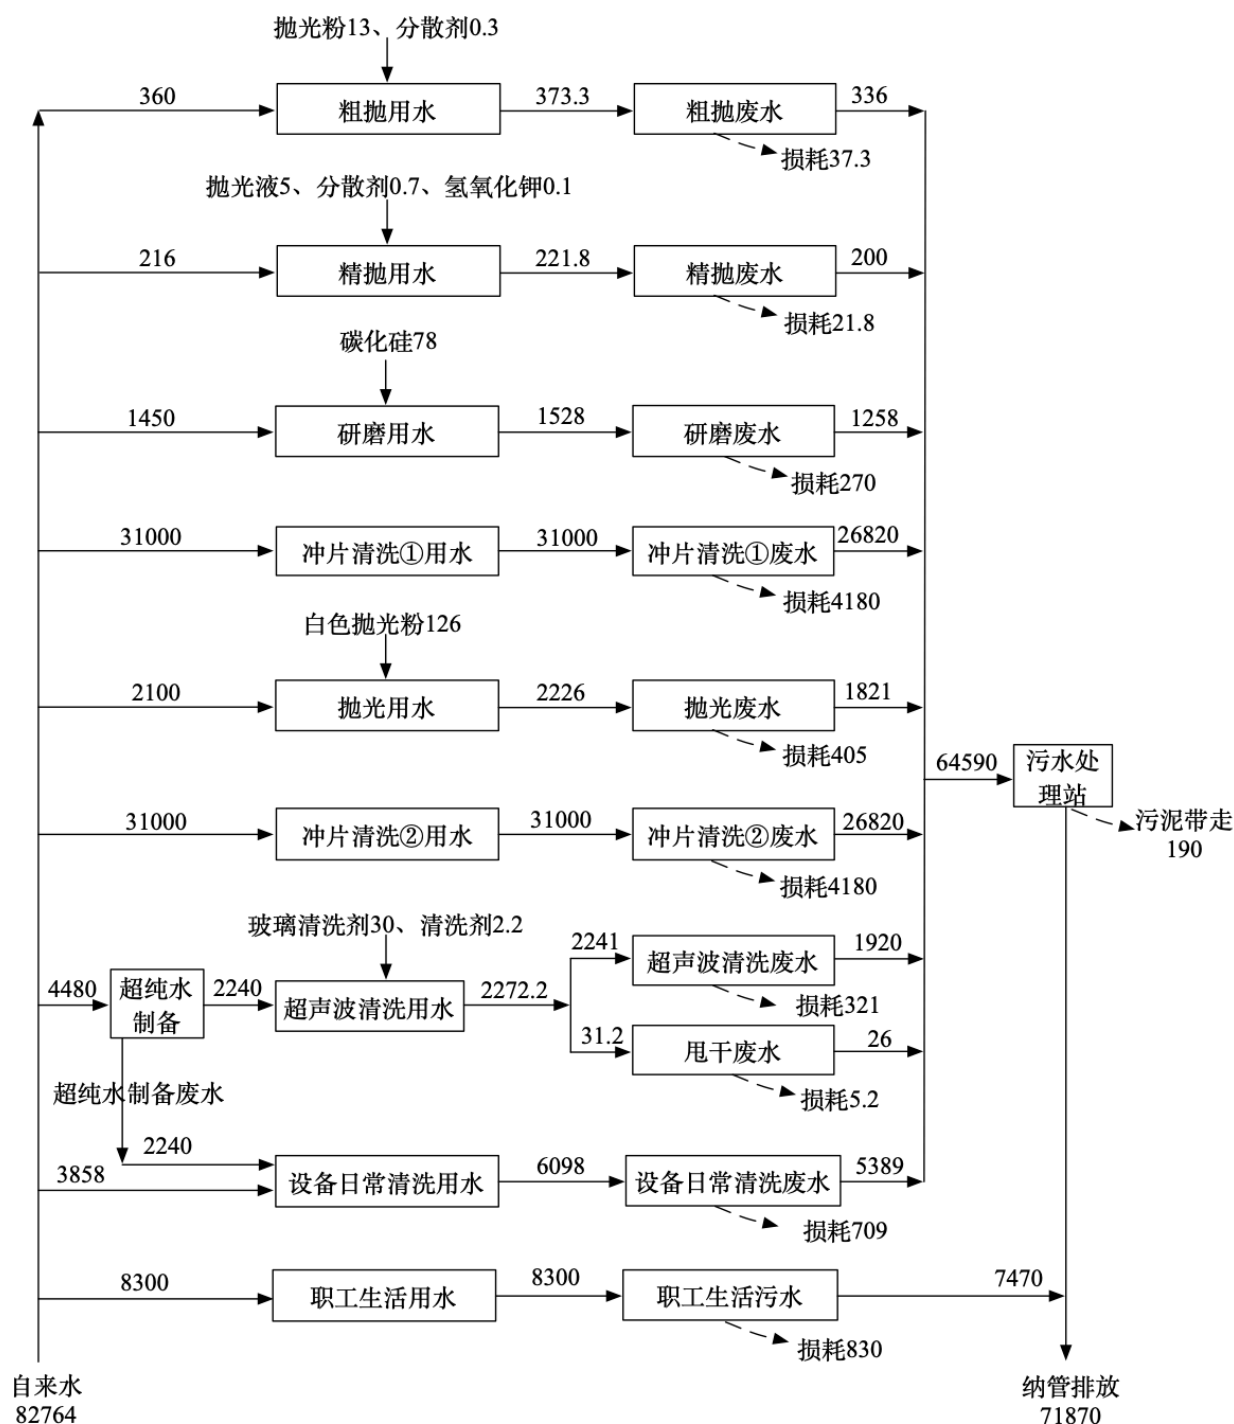 抛光粉13、分散剂0.3
360
粗抛用水
373.3
粗抛废水
336
损耗37.3
抛光液5、分散剂0.7、氢氧化钾0.1
216
精抛用水
221.8
精抛废水
200
损耗21.8
碳化硅78
1450
研磨用水
1528
研磨废水
1258
损耗270
31000
冲片清洗①用水
31000
冲片清洗①废水
26820
损耗4180
白色抛光粉126
2100
抛光用水
2226
抛光废水
1821
损耗405
64590
污水处
理站
污泥带走
190
31000
冲片清洗②用水
31000
冲片清洗②废水
26820
损耗4180
玻璃清洗剂30、清洗剂2.2
4480
超纯水
制备
2240
超声波清洗用水
2272.2
2241
超声波清洗废水
1920
损耗321
31.2
甩干废水
26
损耗5.2
超纯水制备废水
2240
3858
设备日常清洗用水
6098
设备日常清洗废水
5389
损耗709
8300
职工生活用水
8300
职工生活污水
7470
损耗830
自来水
82764
纳管排放
71870